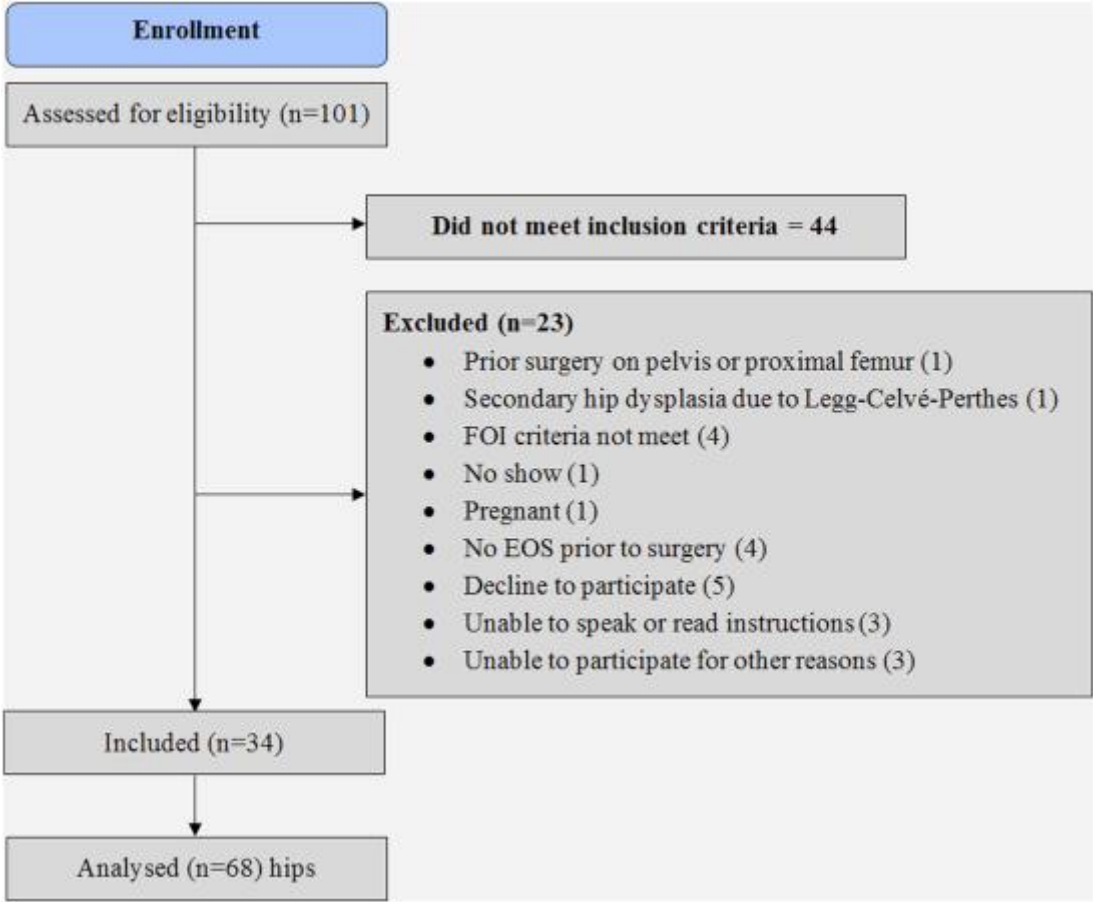 Enrollment
Assessed for eligibility (n=101)
Did not meet inclusion criteria = 44
Excluded (n=23)
• Prior surgery on pelvis or proximal femur (1)
• Secondary hip dysplasia due to Legg-Celvé-Perthes (1)
• FOI criteria not meet (4)
• No show (1)
• Pregnant (1)
• No EOS prior to surgery (4)
• Decline to participate (5)
• Unable to speak or read instructions (3)
• Unable to participate for other reasons (3)
Included (n=34)
Analysed (n=68) hips